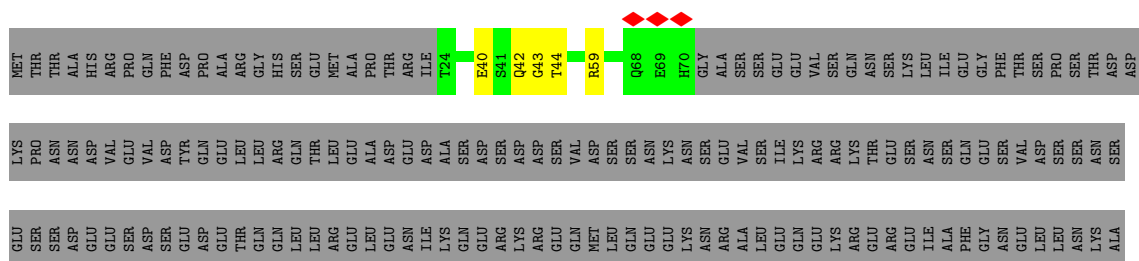 MET THR THR ALA HIS ARG PRO GLN PHE ASP PRO ALA ARG GLY HIS SER GLU MET ALA PRO THR ARG ILE T24 E40 S41 Q42 G43 T44 R59 Q68 E69 H70 GLY ALA SER SER GLU GLU VAL SER GLN ASN SER LYS LEU ILE GLU GLY PHE THR SER PRO SER THR ASP ASP
LYS PRO ASN ASN ASP VAL GLU VAL ASP TYR GLN GLU LEU LEU ARG GLN THR LEU GLU ALA ASP GLU ASP ALA SER ASP SER ASP ASP SER VAL ASP SER SER ASN LYS ASN SER GLU VAL SER ILE LYS ARG ARG LYS THR GLU SER ASN SER GLN GLU SER VAL ASP SER SER ASN SER
GLU SER SER ASP GLU GLU SER ASP SER GLU ASP GLU THR GLN GLN LEU LEU ARG GLU LEU GLU ASN ILE LYS GLN GLU ARG LYS ARG GLU GLN MET LEU GLN GLU GLU LYS ASN ARG ALA LEU GLU GLN GLU LYS ARG GLU ARG GLU ILE ALA PHE GLY ASN GLU LEU LEU ASN LYS ALA